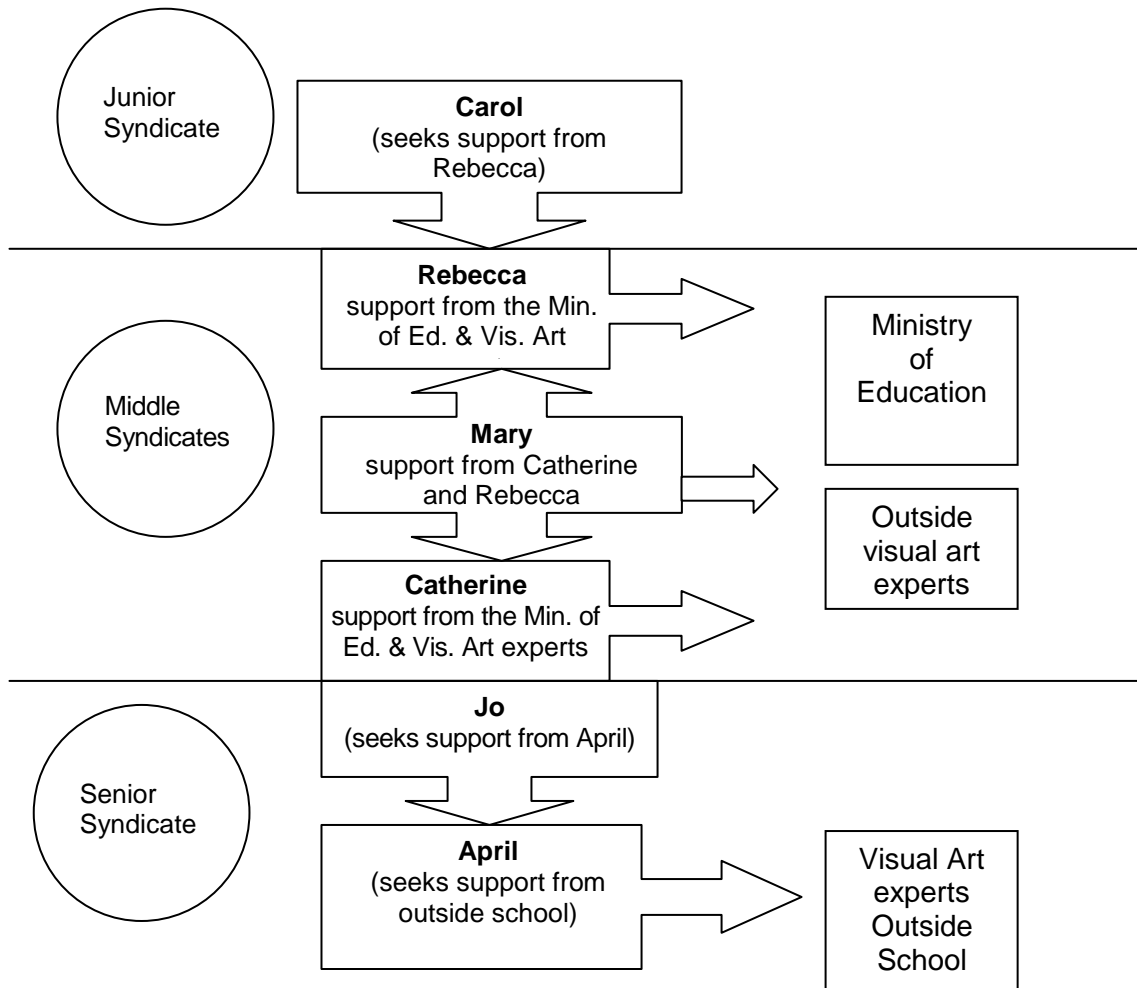 Junior
Syndicate
Carol
(seeks support from
Rebecca)
Rebecca
support from the Min.
of Ed. & Vis. Art
Ministry
of
Education
Middle
Syndicates
Mary
support from Catherine
and Rebecca
Outside
visual art
experts
Catherine
support from the Min. of
Ed. & Vis. Art experts
Jo
(seeks support from April)
Senior
Syndicate
April
(seeks support from
outside school)
Visual Art
experts
Outside
School